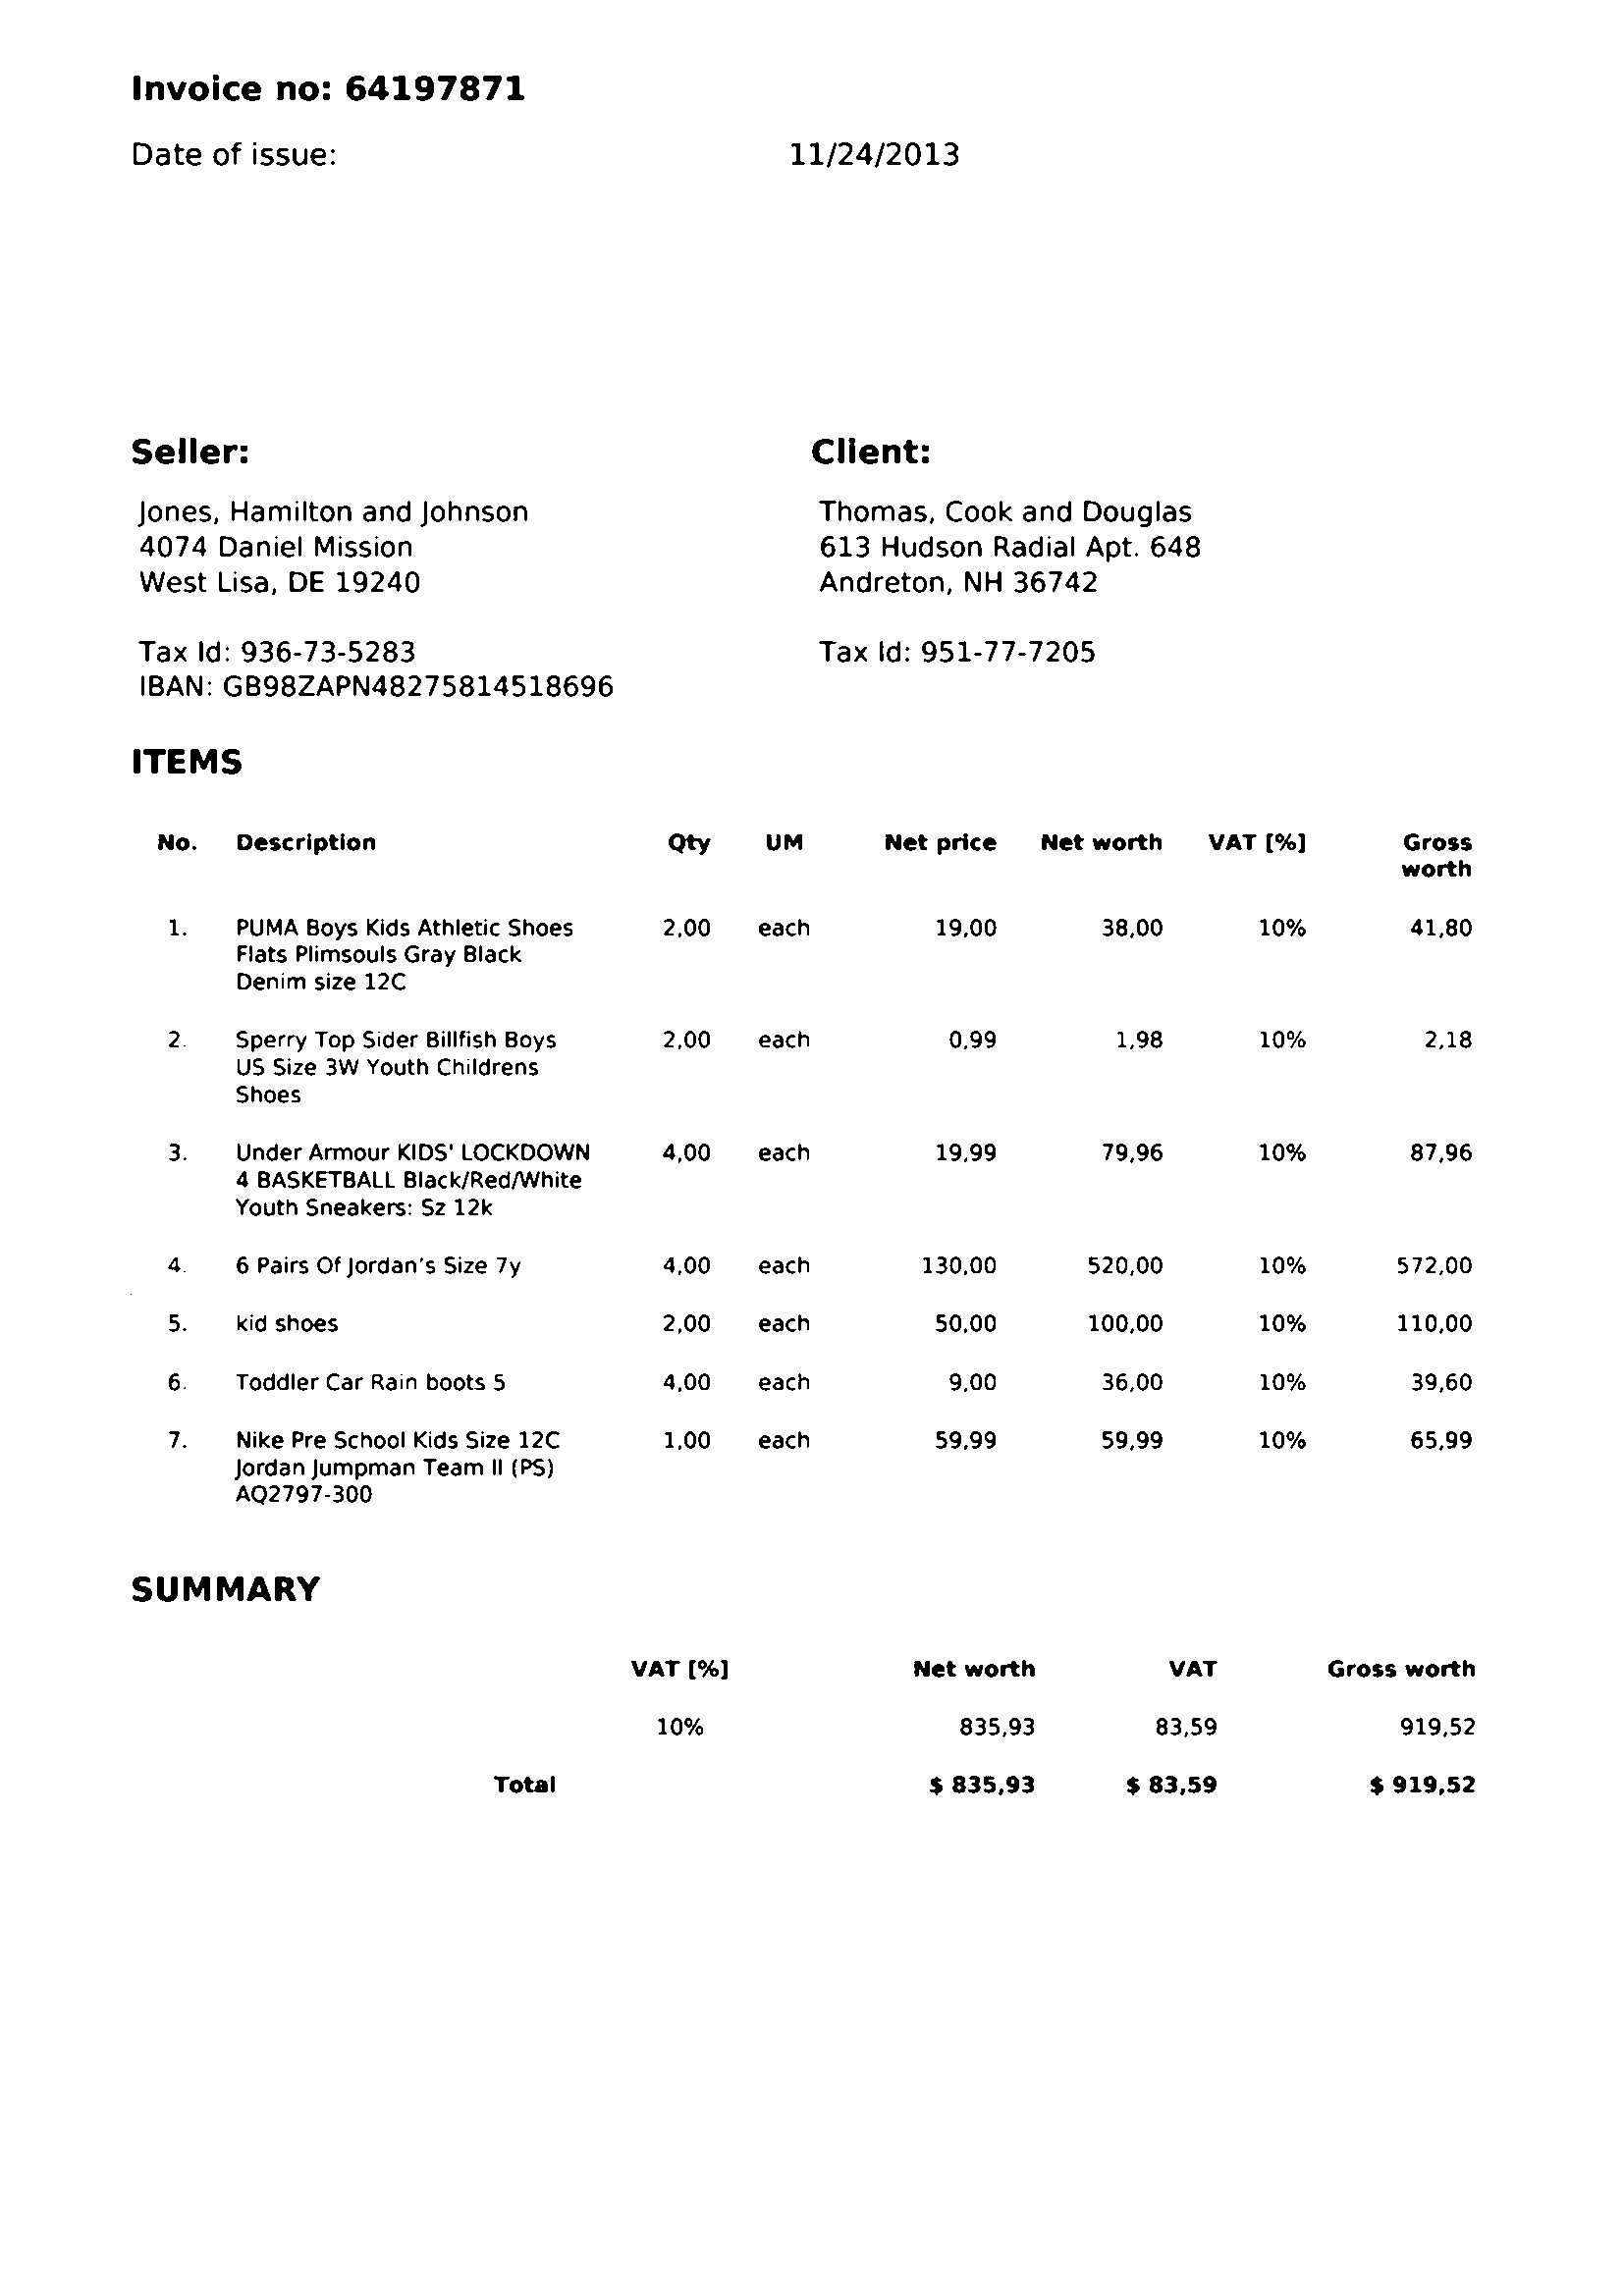 Invoice no: 64197871
Date of issue: 11/24/2013
Seller: Client:
Jones, Hamilton and Johnson Thomas, Cook and Douglas
4074 Daniel Mission 613 Hudson Radial Apt. 648
West Lisa, DE 19240 Andreton, NH 36742
Tax Id: 936-73-5283 Tax Id: 951-77-7205
IBAN: GB98ZAPN48275814518696
ITEMS
No. Description Qty UM Net price Net worth VAT [%] Gross
worth
1. PUMA Boys Kids Athletic Shoes 2,00 each 19,00 38,00 10% 41,80
Flats Plimsouls Gray Black
Denim size 12C
2. Sperry Top Sider Billfish Boys 2,00 each 0,99 1,98 10% 2,18
US Size 3W Youth Childrens
Shoes
3. Under Armour KIDS' LOCKDOWN 4,00 each 19,99 79,96 10% 87,96
4 BASKETBALL Black/Red/White
Youth Sneakers: Sz 12k
4. 6 Pairs Of Jordan's Size 7y 4,00 each 130,00 520,00 10% 572,00
5. kid shoes 2,00 each 50,00 100,00 10% 110,00
6. Toddler Car Rain boots 5 4,00 each 9,00 36,00 10% 39,60
7. Nike Pre School Kids Size 12C 1,00 each 59,99 59,99 10% 65,99
Jordan Jumpman Team II (PS)
AQ2797-300
SUMMARY
VAT [%] Net worth VAT Gross worth
10% 835,93 83,59 919,52
Total $ 835,93 $ 83,59 $ 919,52